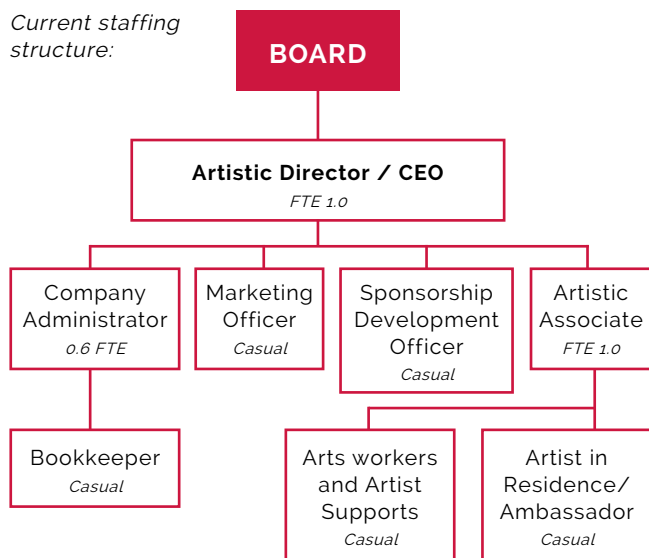 Current staffing
structure:
BOARD
Artistic Director / CEO
FTE 1.0
Company
Administrator
0.6 FTE
Marketing
Officer
Casual
Sponsorship
Development
Officer
Casual
Artistic
Associate
FTE 1.0
Bookkeeper
Casual
Arts workers
and Artist
Supports
Casual
Artist in
Residence/
Ambassador
Casual